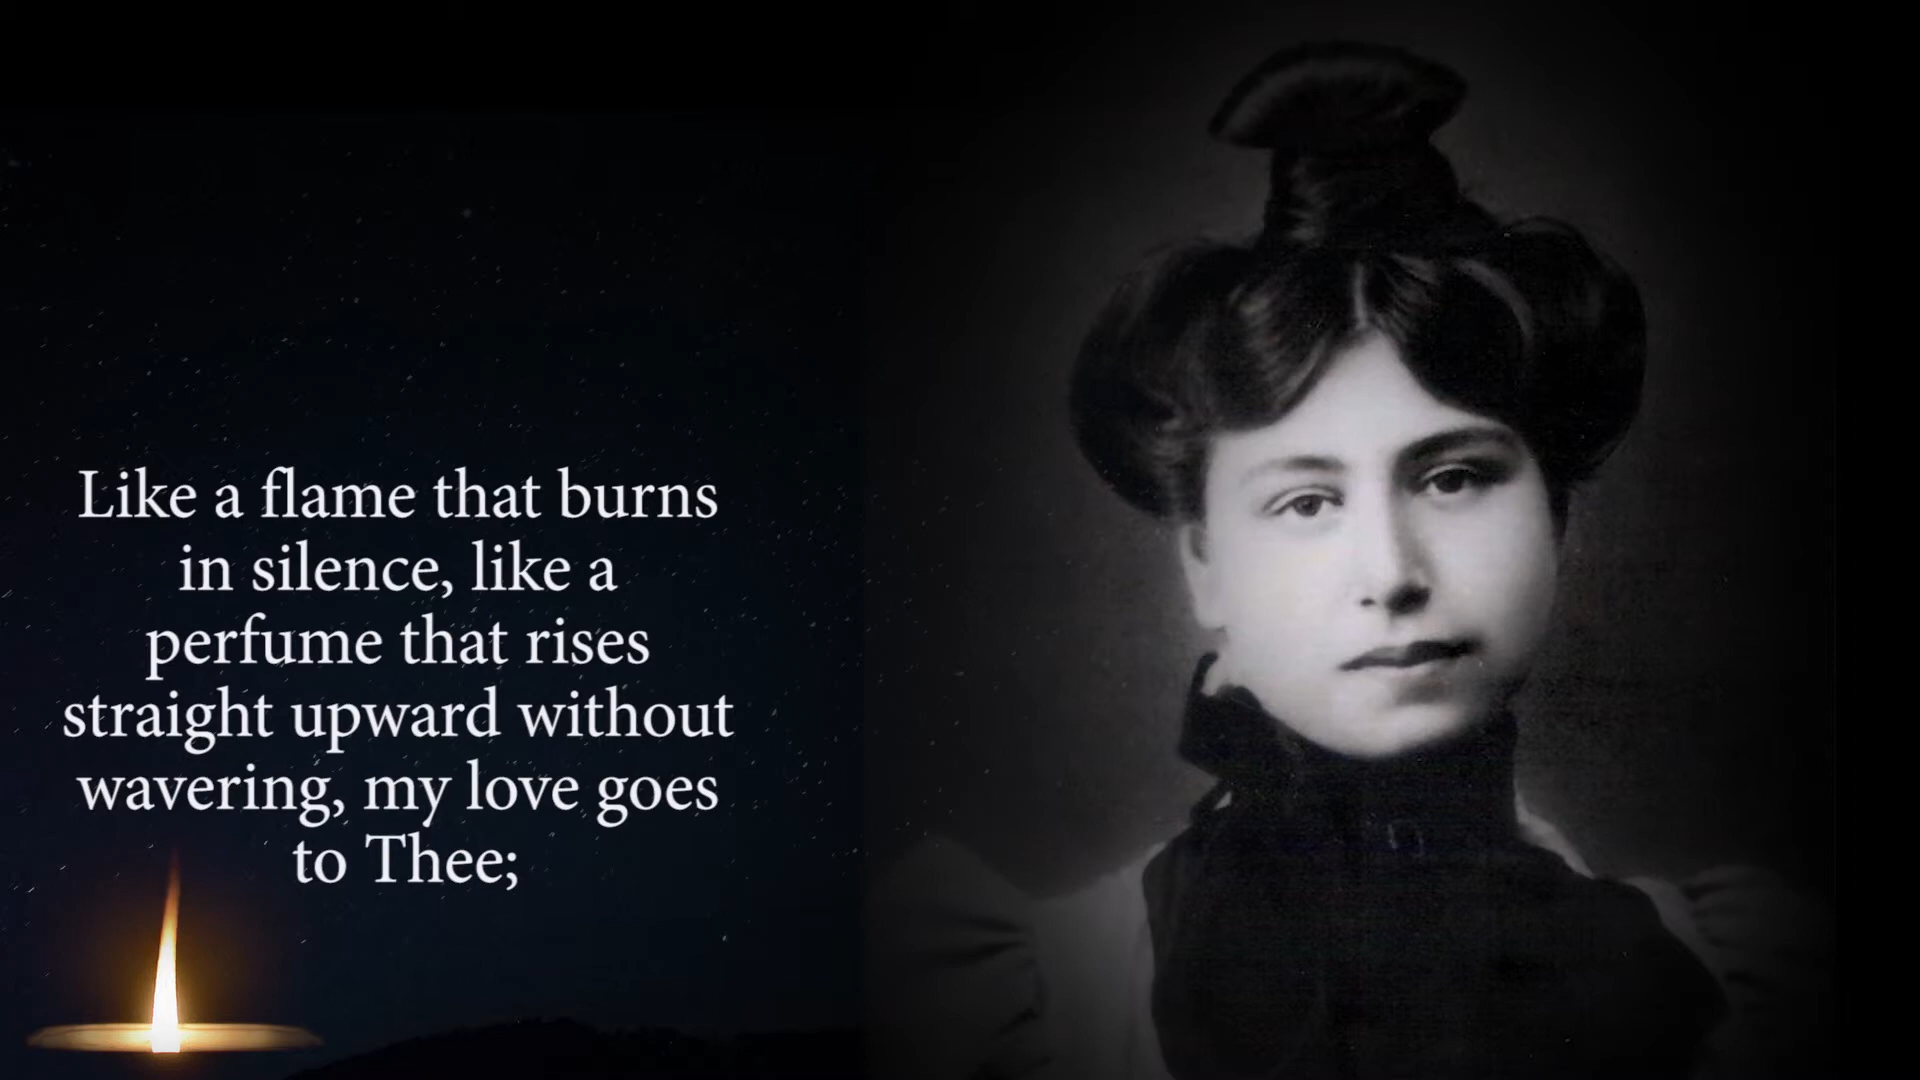 Like a flame that burns
in silence, like a
perfume that rises
straight upward without
wavering, my love goes
to Thee;